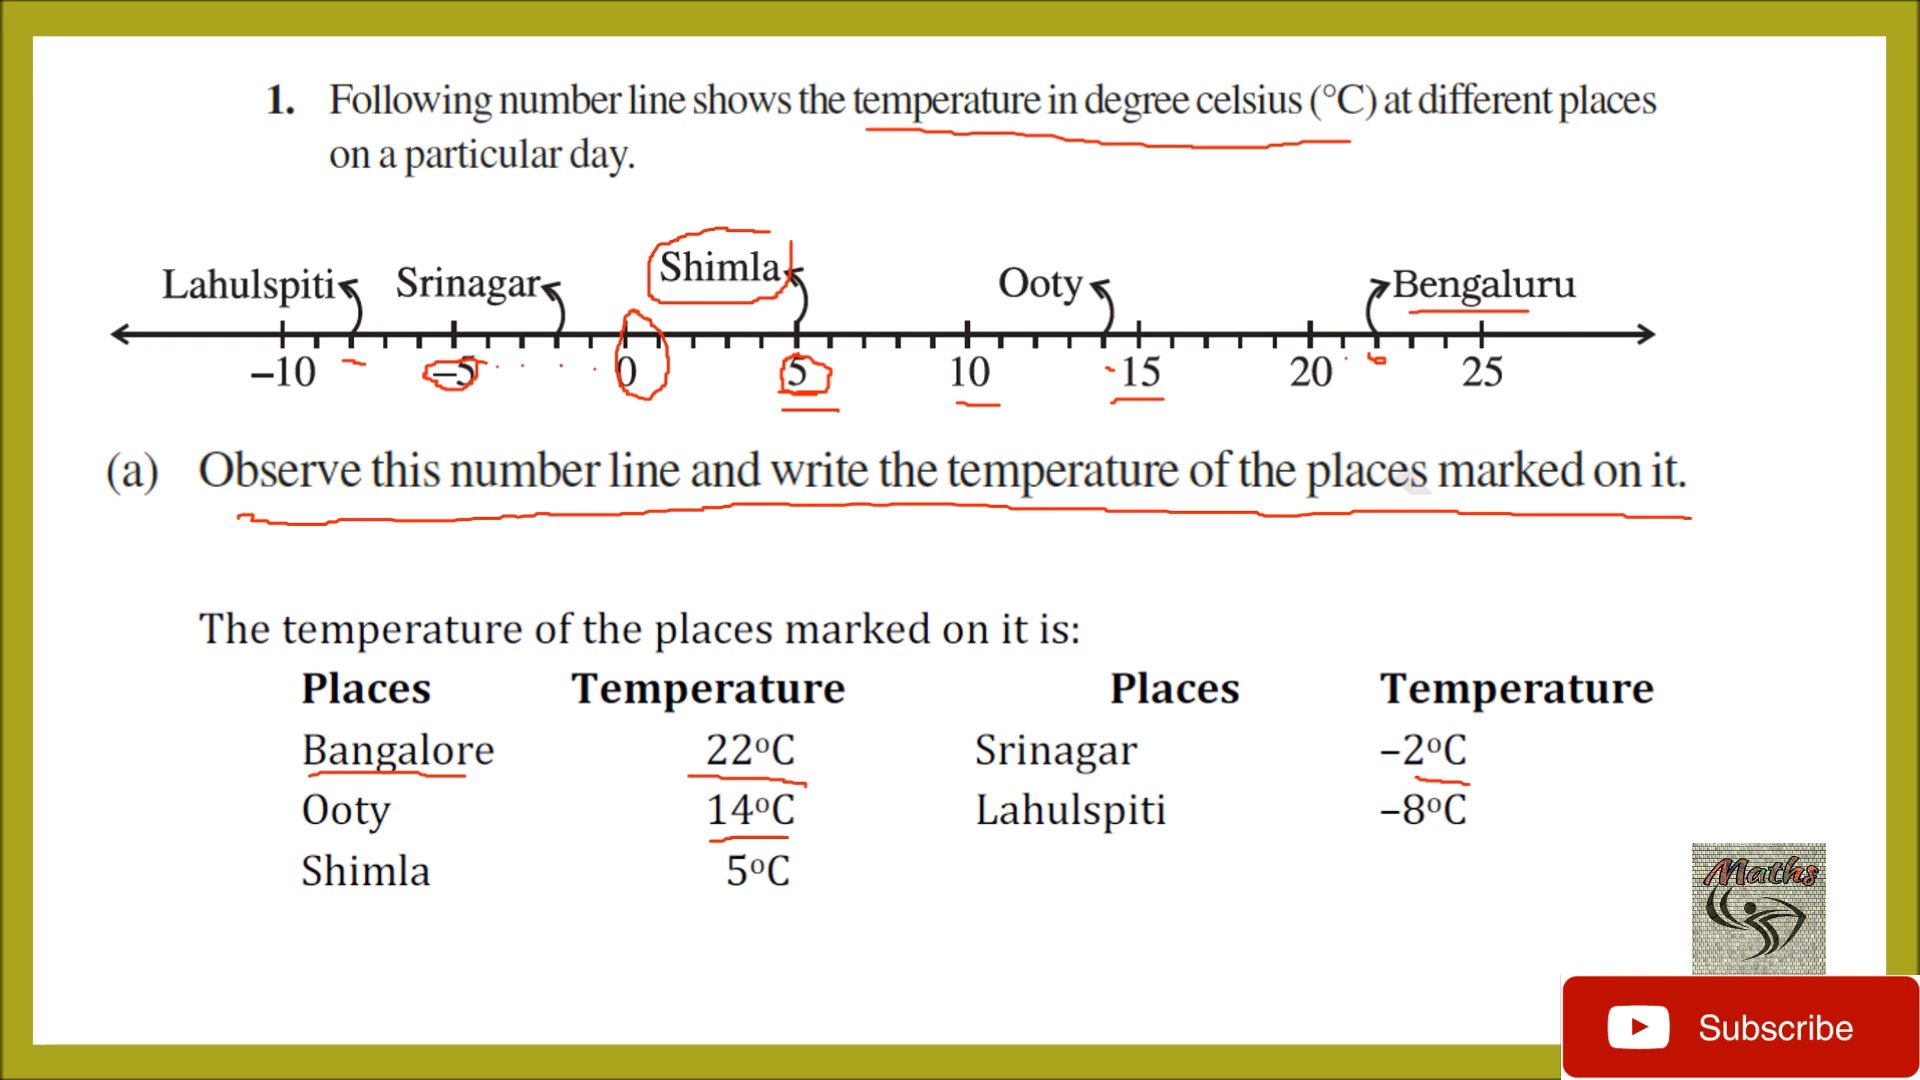 1. Following number line shows the temperature in degree celsius (°C) at different places
on a particular day.
Lahulspiti Srinagar Shimla Ooty Bengaluru
−10 −5 0 5 10 15 20 25
(a) Observe this number line and write the temperature of the places marked on it.
The temperature of the places marked on it is:
Places Temperature Places Temperature
Bangalore 22°C Srinagar −2°C
Ooty 14°C Lahulspiti −8°C
Shimla 5°C
Maths
Subscribe